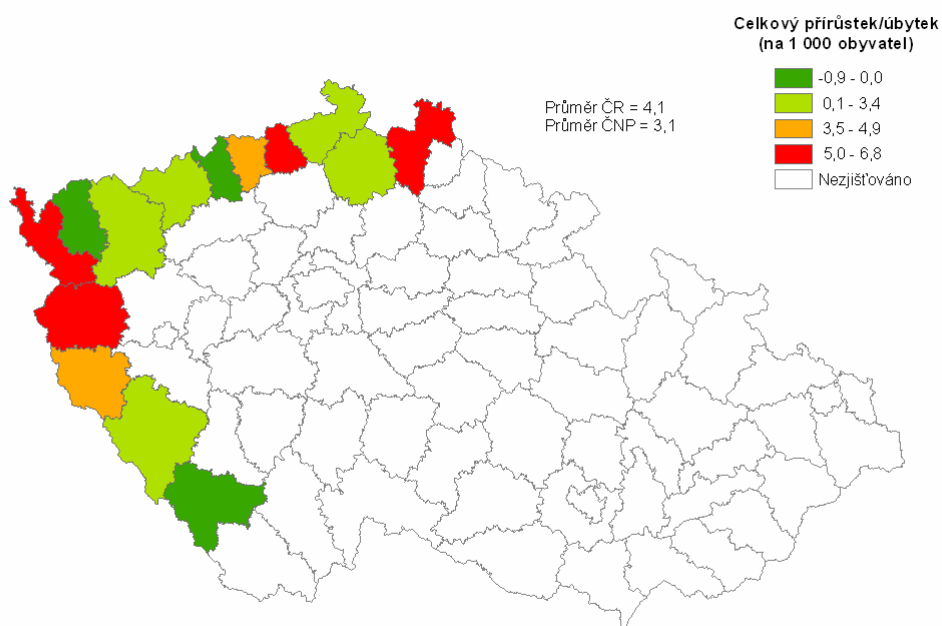 Celkový přírůstek/úbytek
(na 1 000 obyvatel)
-0,9 - 0,0
0,1 - 3,4
3,5 - 4,9
5,0 - 6,8
Nezjišťováno
Průměr ČR = 4,1
Průměr ČNP = 3,1